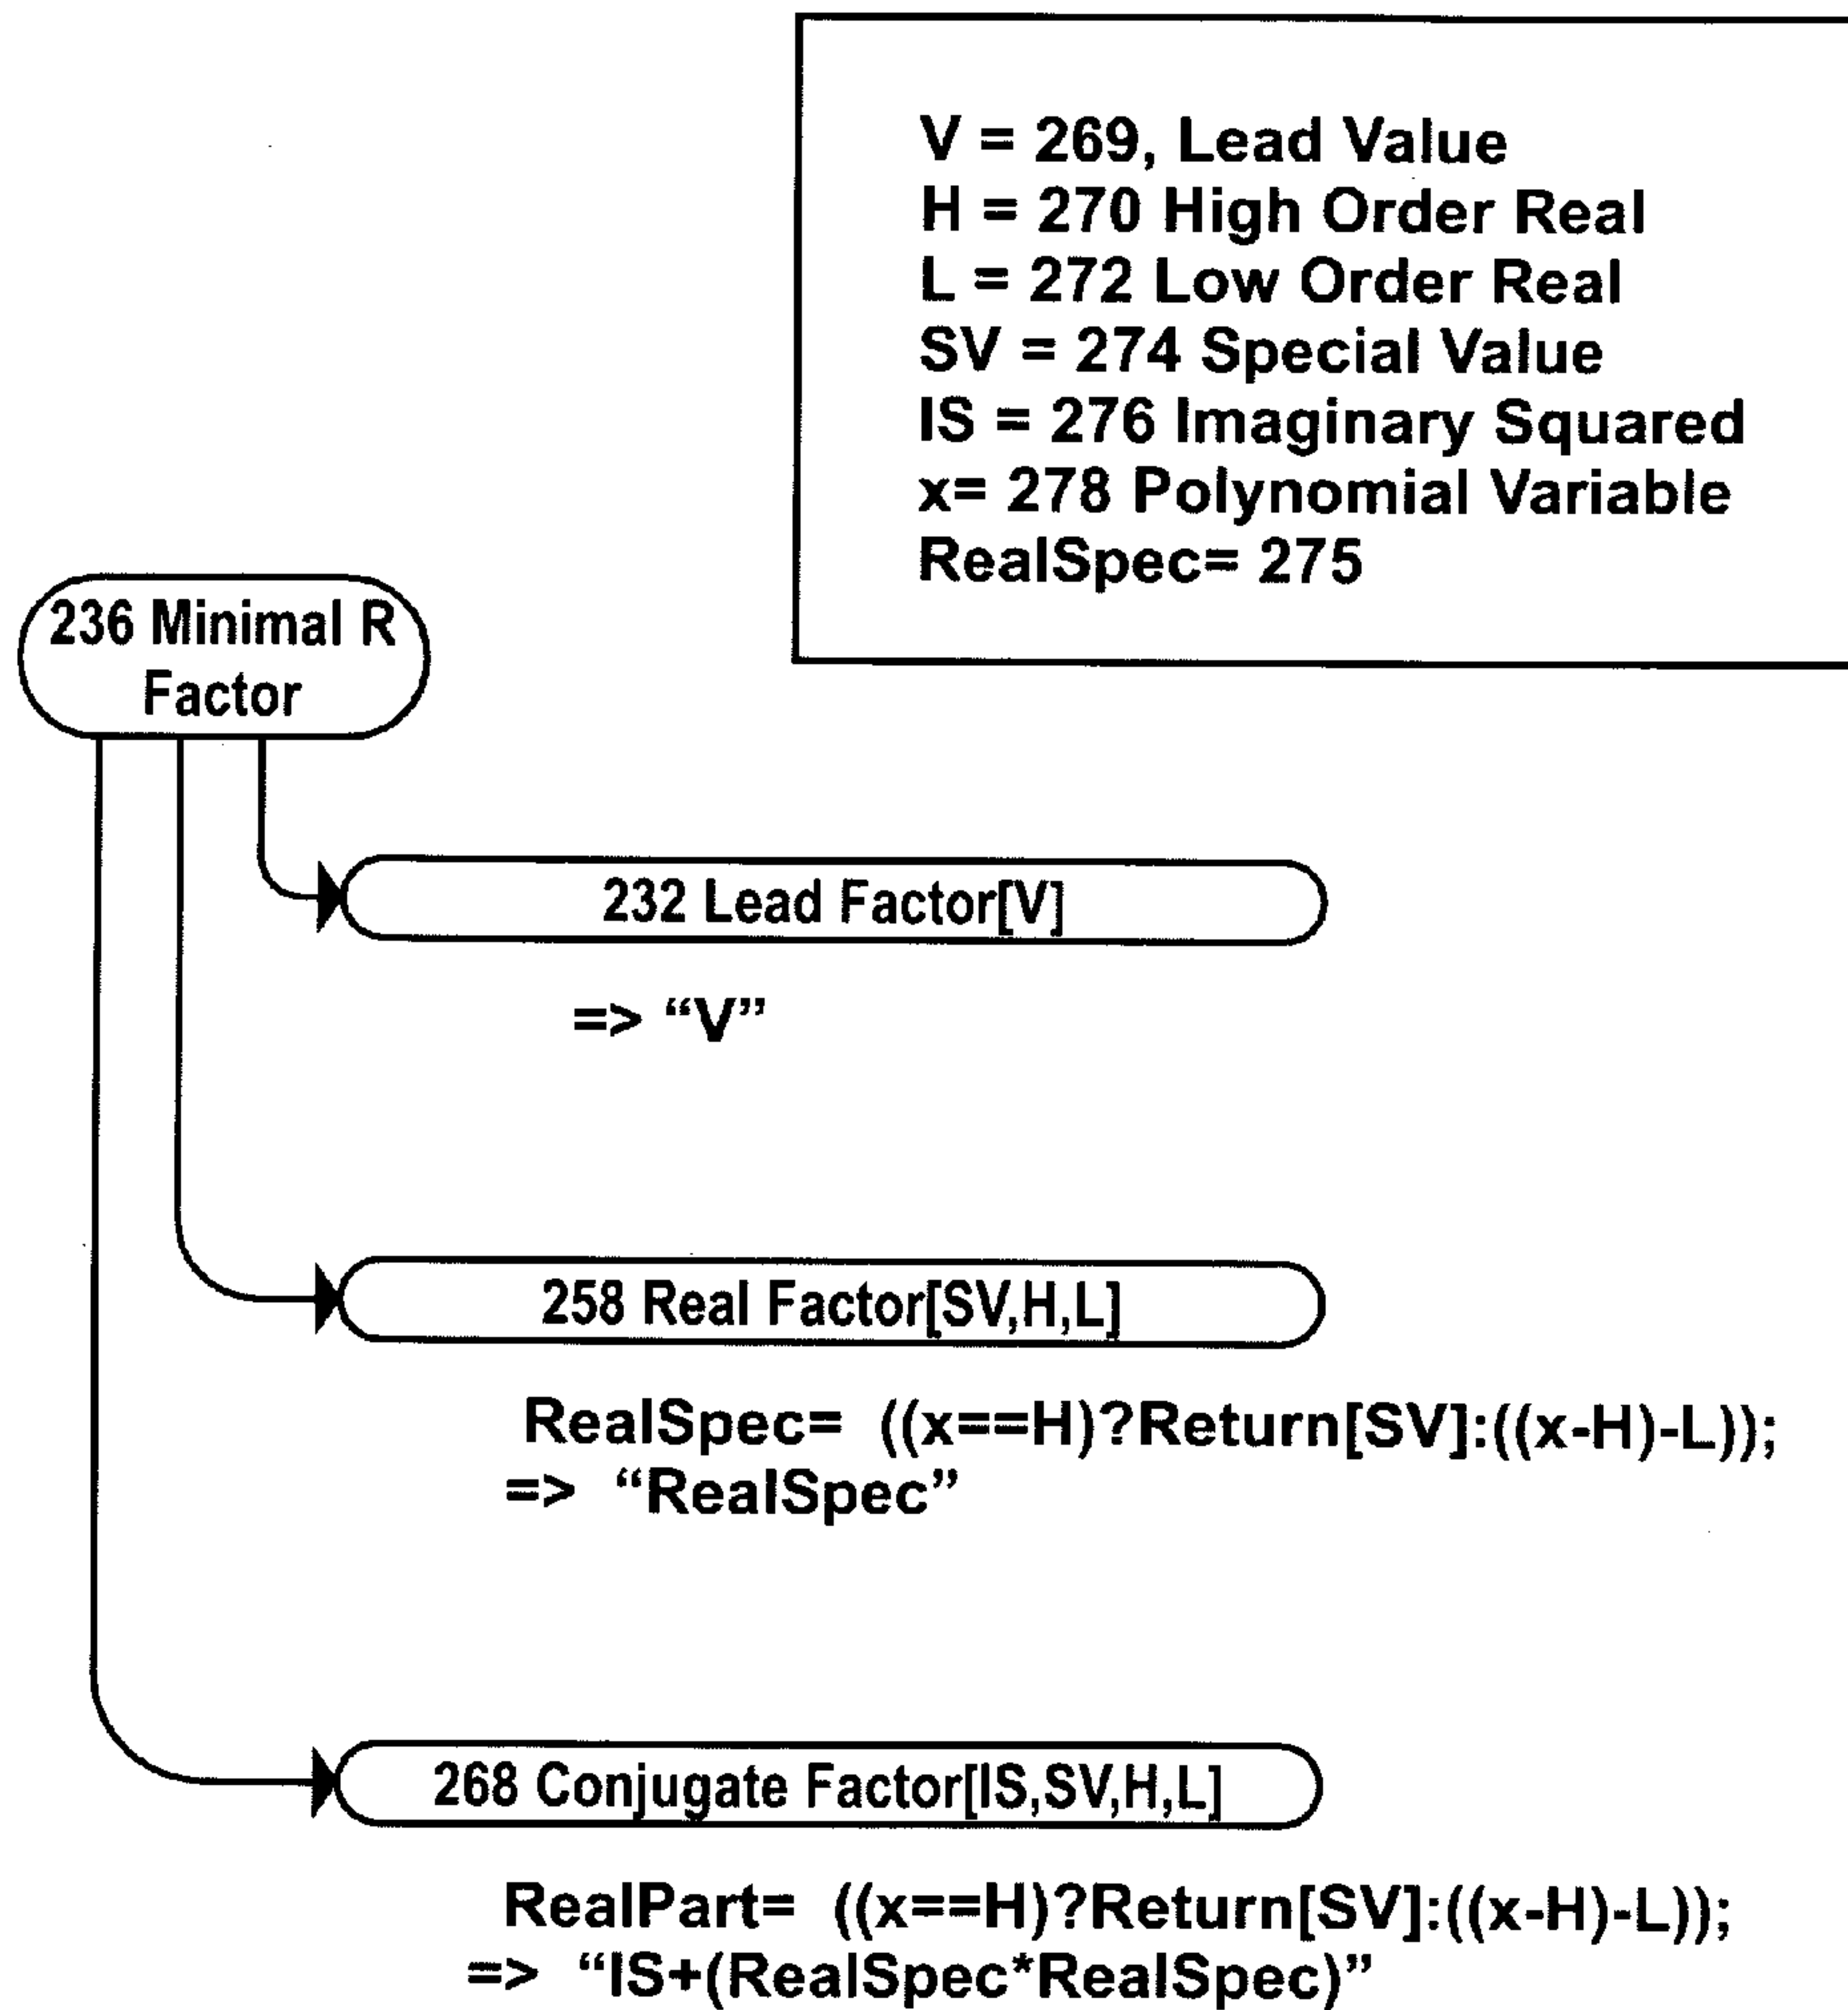 V = 269, Lead Value
H = 270 High Order Real
L = 272 Low Order Real
SV = 274 Special Value
IS = 276 Imaginary Squared
x= 278 Polynomial Variable
RealSpec= 275
236 Minimal R
Factor
232 Lead Factor[V]
=> “V”
258 Real Factor[SV,H,L]
RealSpec= ((x==H)?Return[SV]:((x-H)-L));
=> “RealSpec”
268 Conjugate Factor[IS,SV,H,L]
RealPart= ((x==H)?Return[SV]:((x-H)-L));
=> “IS+(RealSpec*RealSpec)”